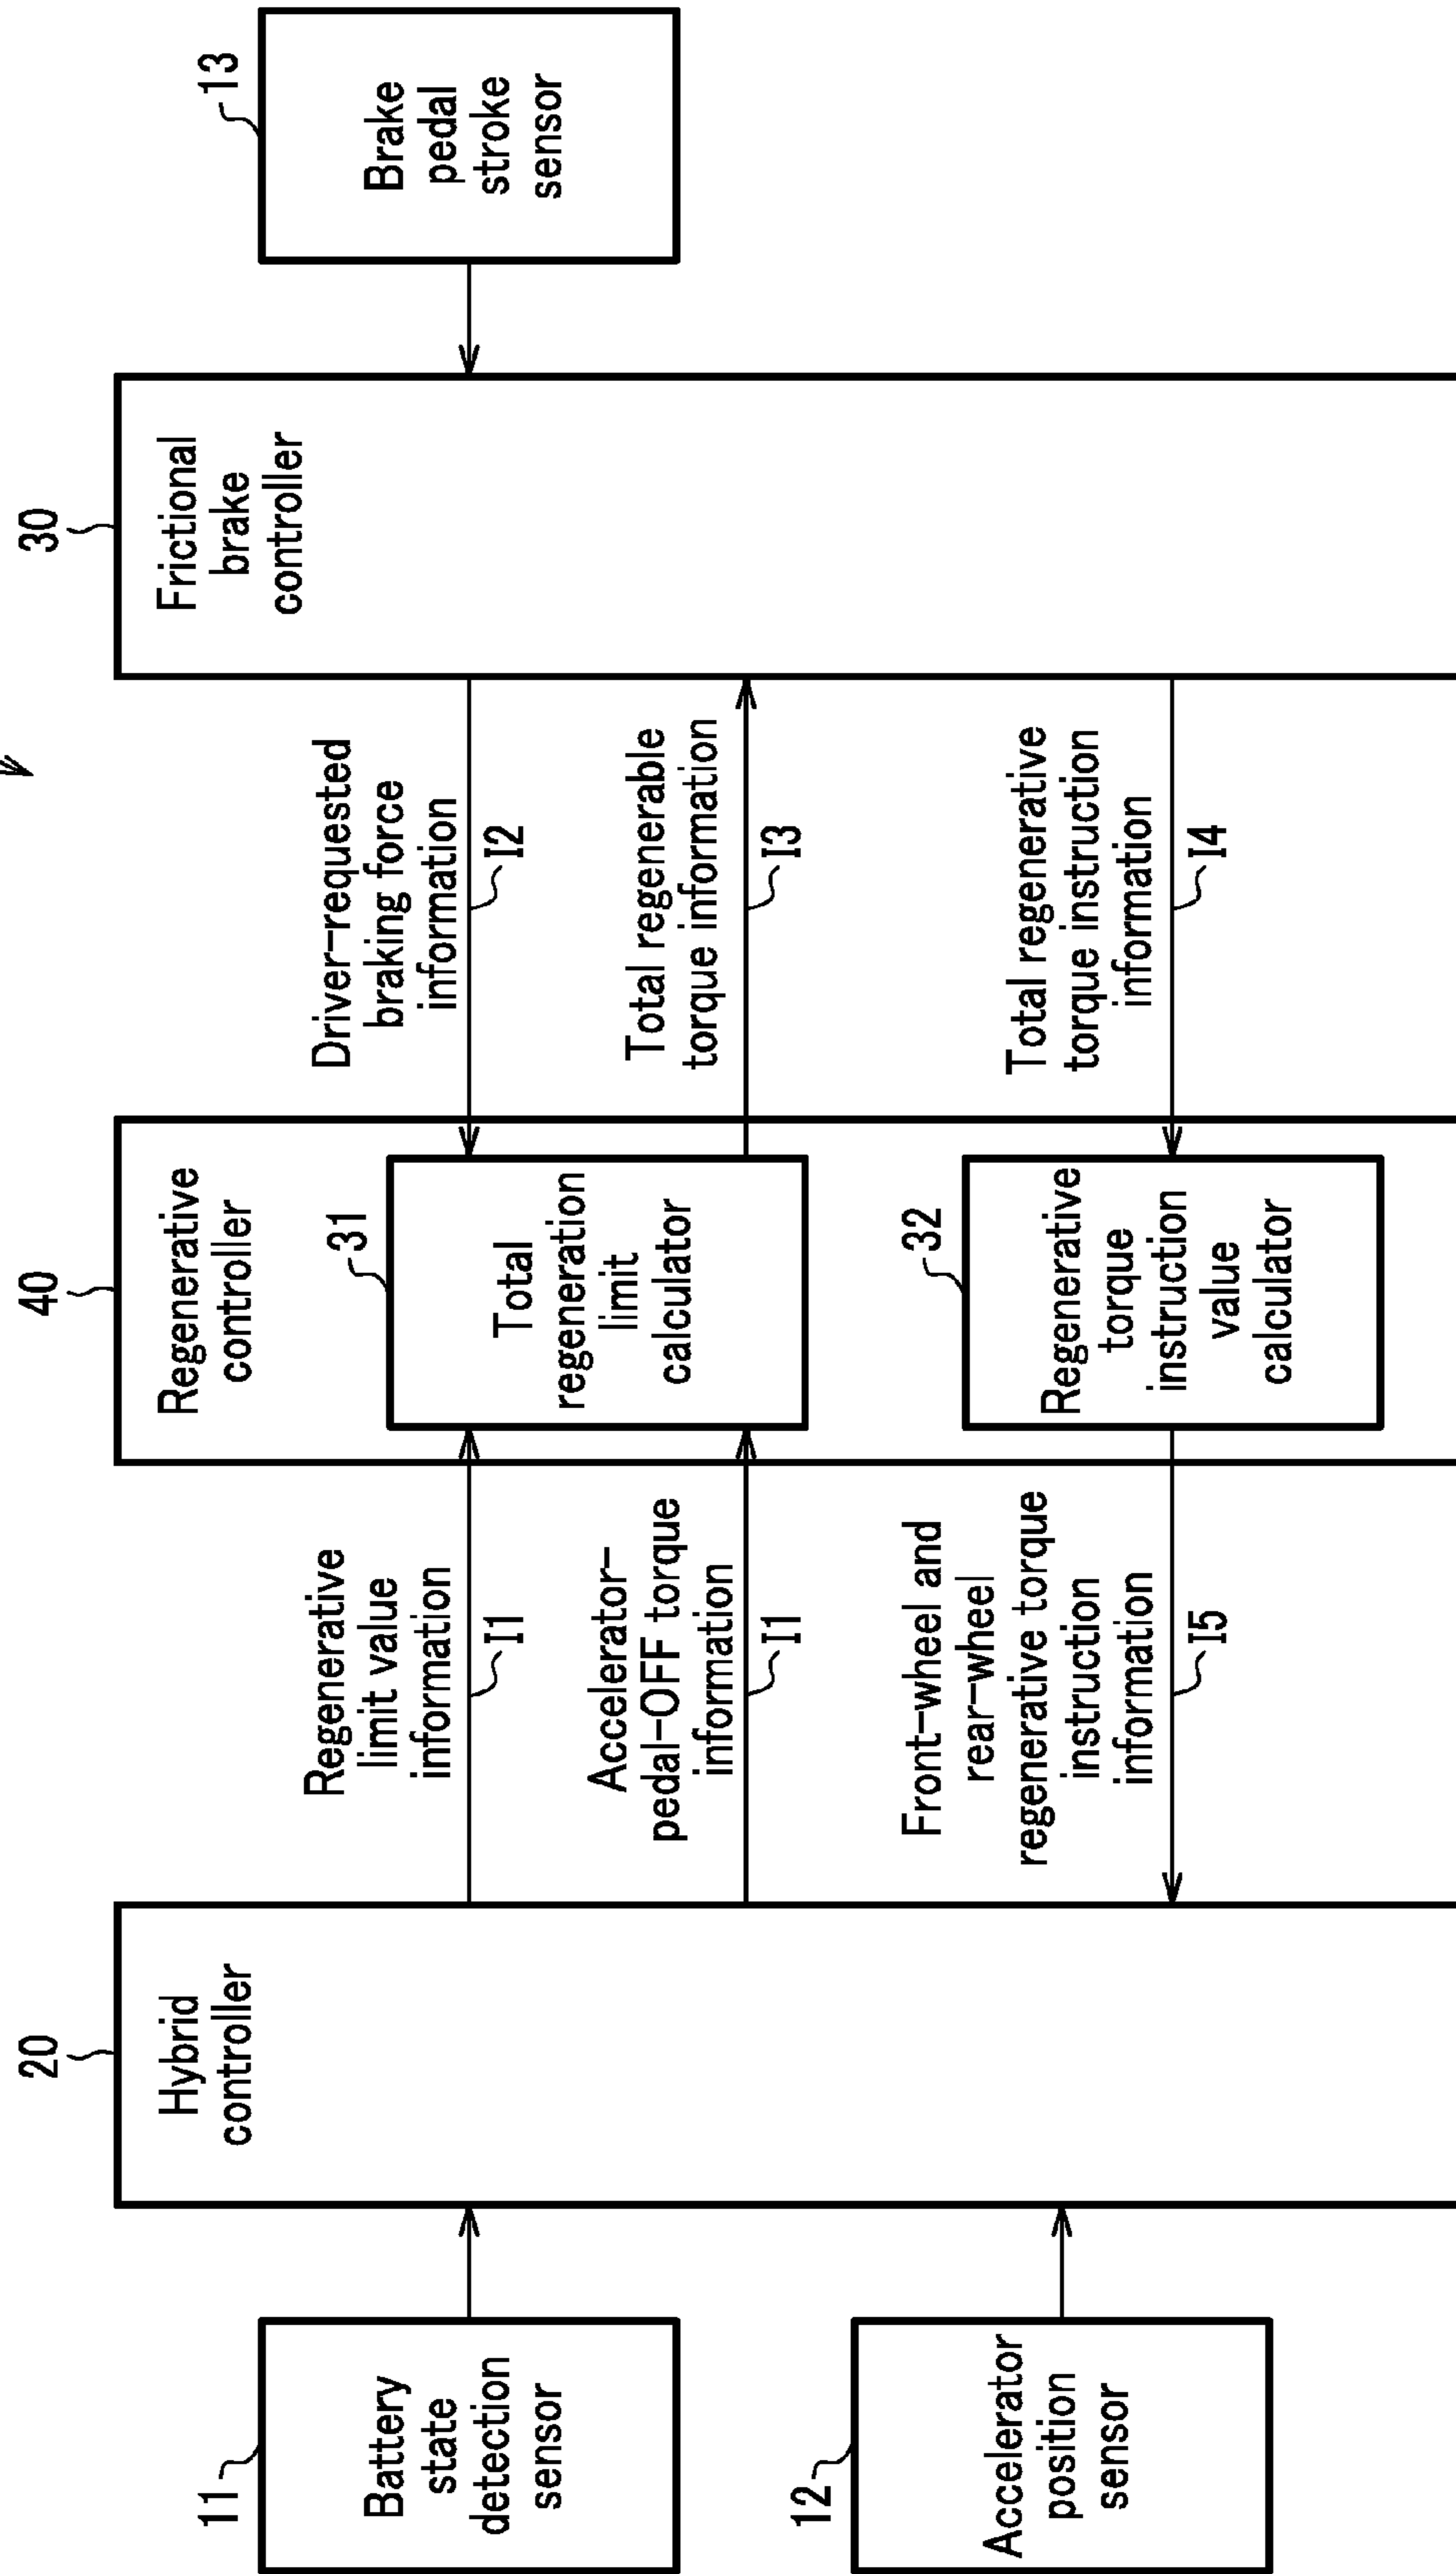 20
40
30
Hybrid
controller
Regenerative
controller
Frictional
brake
controller
11
Battery
state
detection
sensor
12
Accelerator
position
sensor
Regenerative
limit value
information
I1
Accelerator-
pedal-OFF torque
information
I1
Front-wheel and
rear-wheel
regenerative torque
instruction
information
I5
31
Total
regeneration
limit
calculator
32
Regenerative
torque
instruction
value
calculator
Driver-requested
braking force
information
I2
Total regenerable
torque information
I3
Total regenerative
torque instruction
information
I4
13
Brake
pedal
stroke
sensor